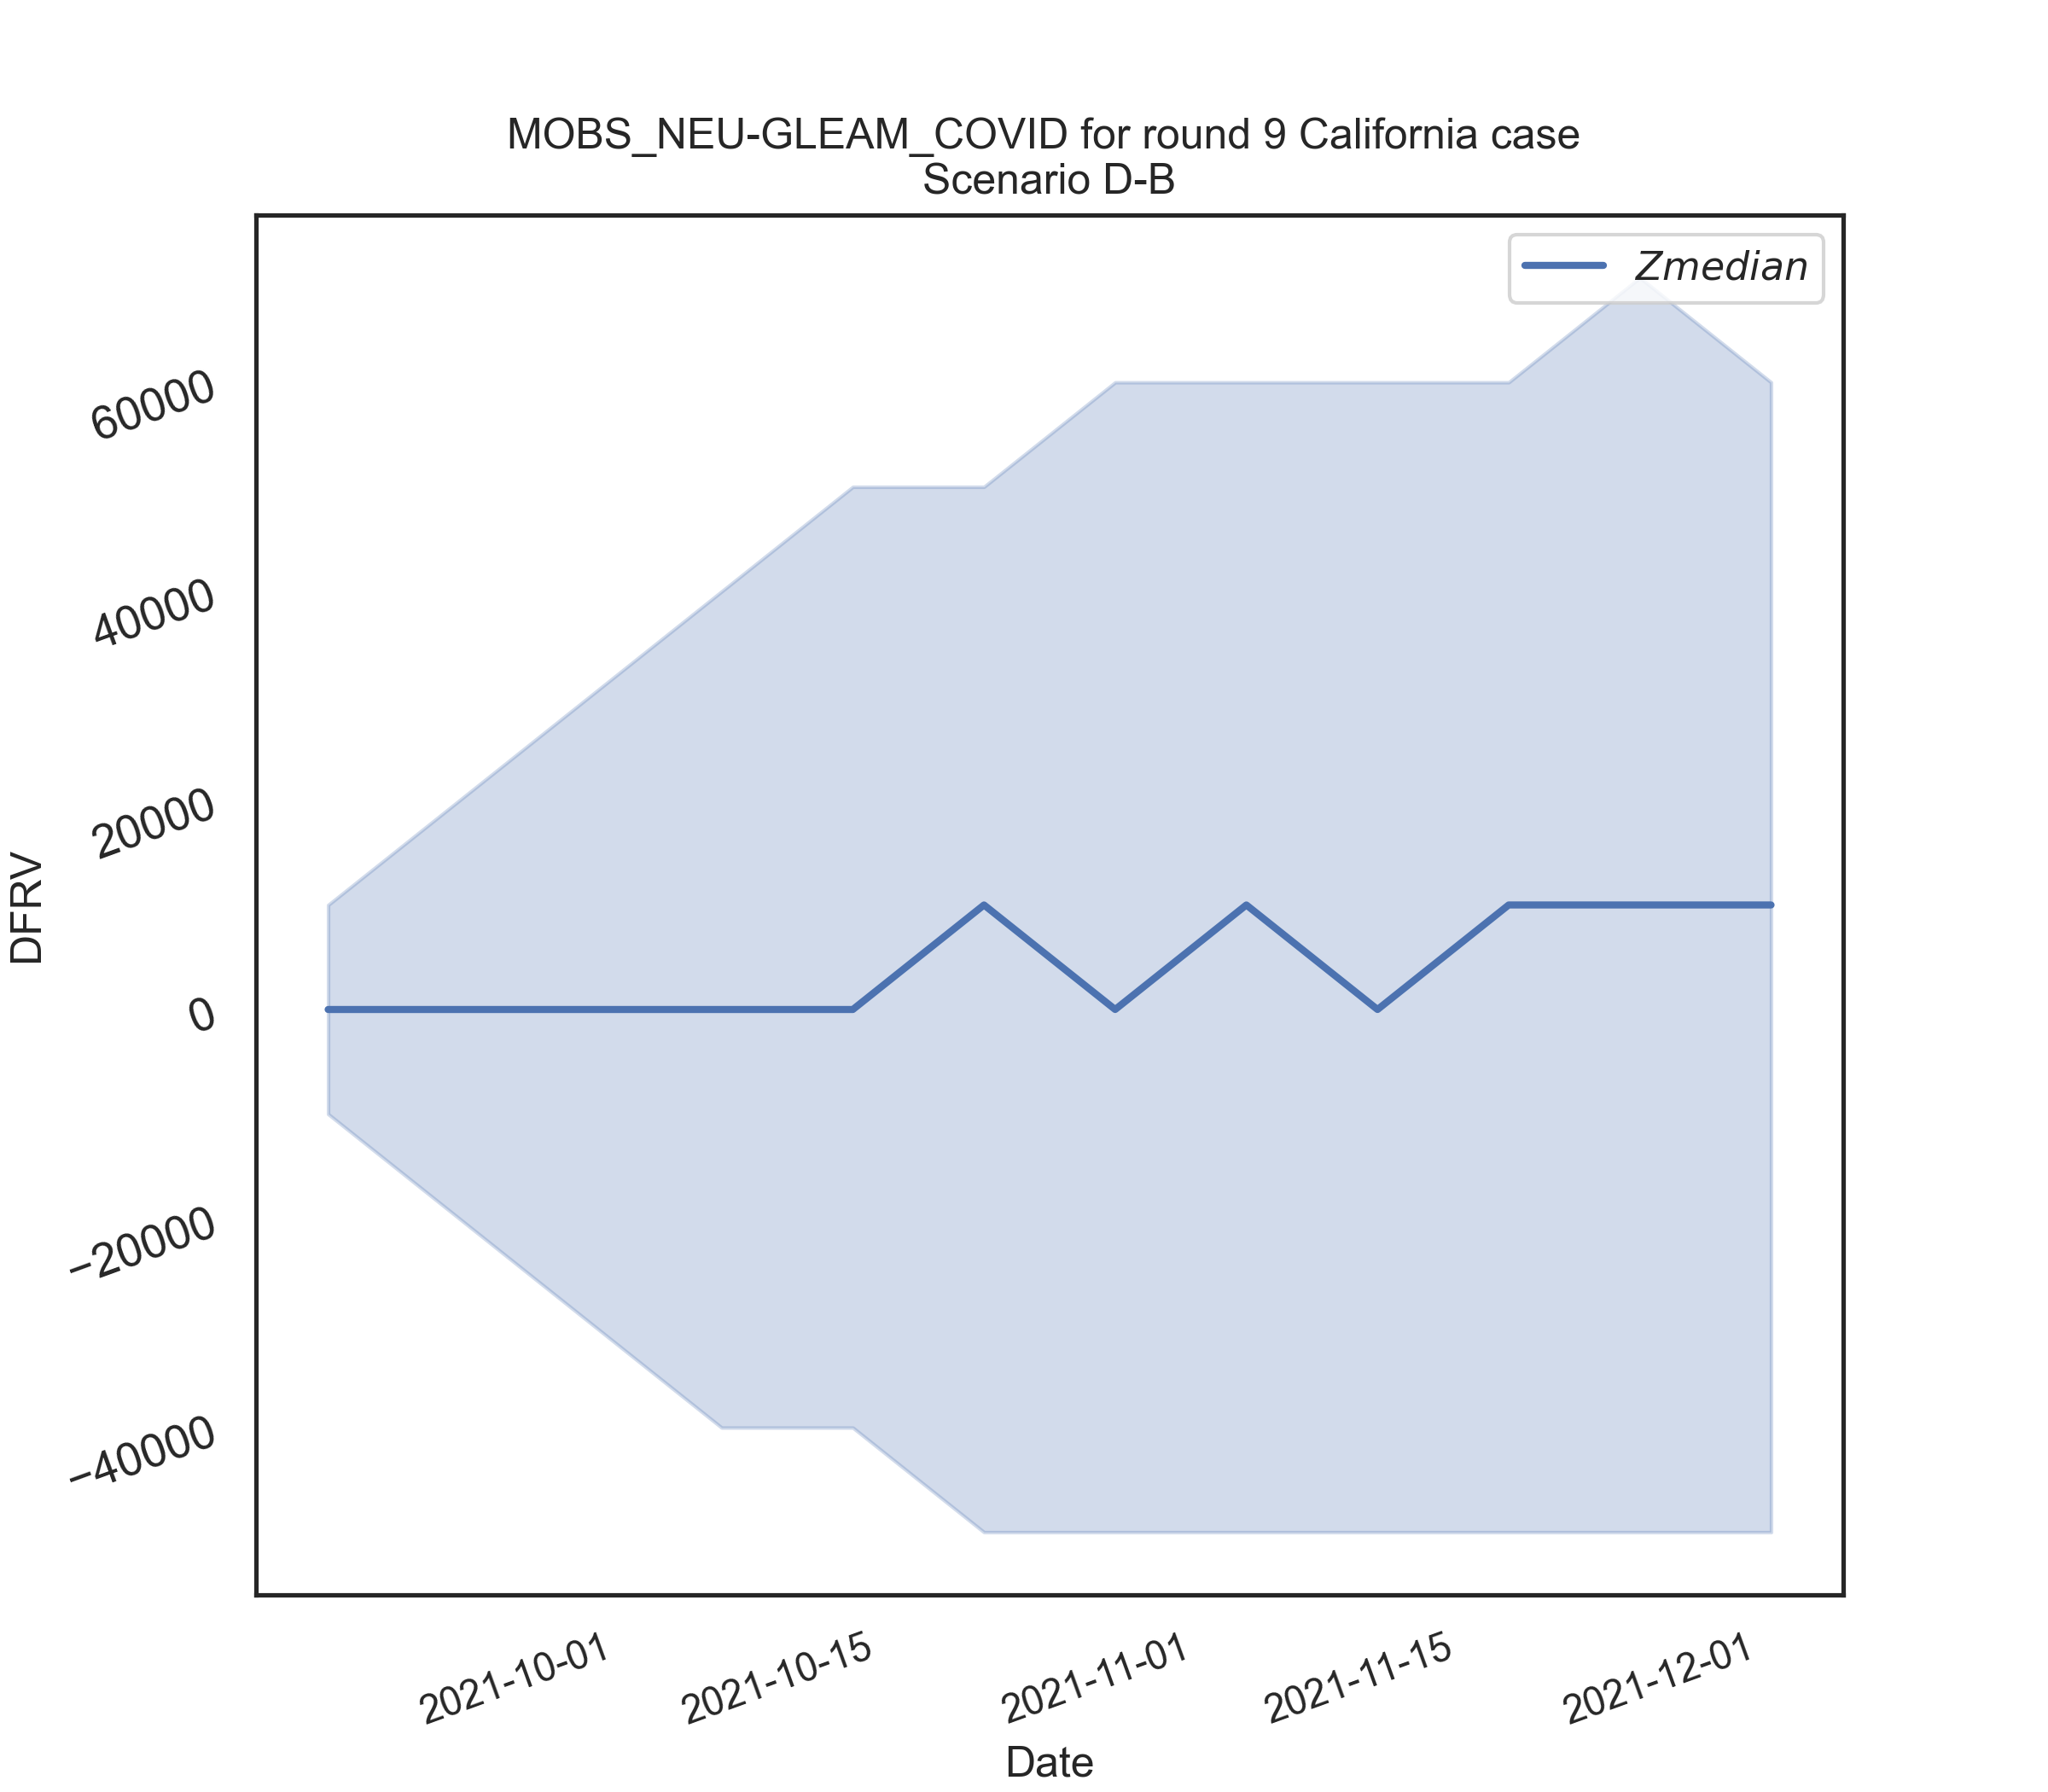 MOBS_NEU-GLEAM_COVID for round 9 California case
Scenario D-B
Zmedian
60000
40000
20000
0
−20000
−40000
DFRV
2021-10-01
2021-10-15
2021-11-01
2021-11-15
2021-12-01
Date